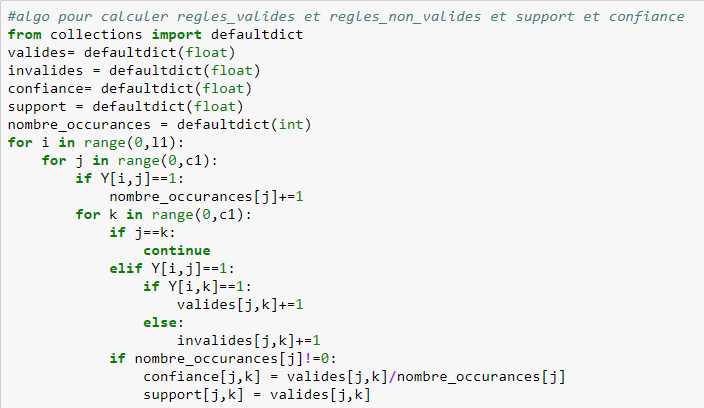 #algo pour calculer regles_valides et regles_non_valides et support et confiance
from collections import defaultdict
valides= defaultdict(float)
invalides = defaultdict(float)
confiance= defaultdict(float)
support = defaultdict(float)
nombre_occurances = defaultdict(int)
for i in range(0,l1):
    for j in range(0,c1):
        if Y[i,j]==1:
            nombre_occurances[j]+=1
        for k in range(0,c1):
            if j==k:
                continue
            elif Y[i,j]==1:
                if Y[i,k]==1:
                    valides[j,k]+=1
                else:
                    invalides[j,k]+=1
            if nombre_occurances[j]!=0:
                confiance[j,k] = valides[j,k]/nombre_occurances[j]
                support[j,k] = valides[j,k]